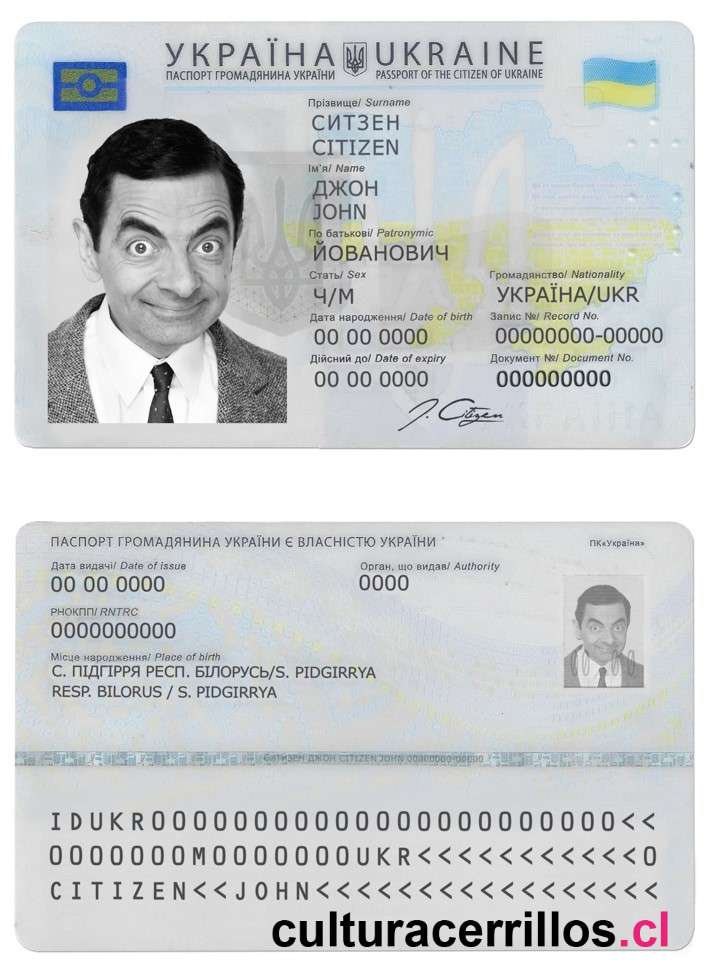 УКРАЇНА UKRAINE
ПАСПОРТ ГРОМАДЯНИНА УКРАЇНИ PASSPORT OF THE CITIZEN OF UKRAINE
Прізвище/ Surname
СИТЗЕН
CITIZEN
Ім'я/ Name
ДЖОН
JOHN
По батькові/ Patronymic
ЙОВАНОВИЧ
Стать/ Sex Громадянство/ Nationality
Ч/M УКРАЇНА/UKR
Дата народження/ Date of birth Запис №/ Record No.
00 00 0000 00000000-00000
Дійсний до/ Date of expiry Документ №/ Document No.
00 00 0000 000000000
J. Citizen
ПАСПОРТ ГРОМАДЯНИНА УКРАЇНИ Є ВЛАСНІСТЮ УКРАЇНИ ПК«Україна»
Дата видачі/ Date of issue Орган, що видав/ Authority
00 00 0000 0000
РНОКПП/ RNTRC
0000000000
Місце народження/ Place of birth
С. ПІДГІРРЯ РЕСП. БІЛОРУСЬ/S. PIDGIRRYA
RESP. BILORUS / S. PIDGIRRYA
СИТИЗЕН ДЖОН CITIZEN JOHN 00000000-00000
IDUKR00000000000000000000000<<
0000000M0000000UKR<<<<<<<<<<<0
CITIZEN<<JOHN<<<<<<<<<<<<<<<<<
culturacerrillos.cl